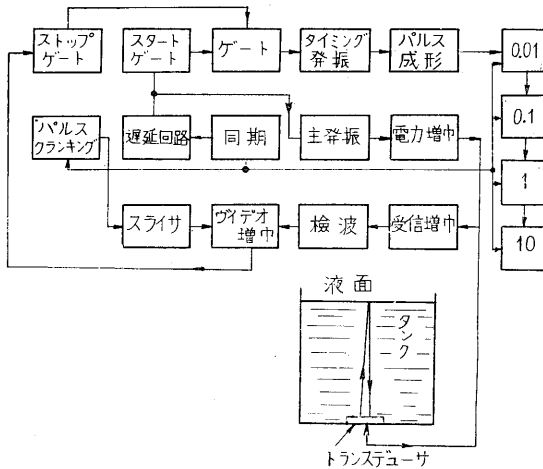 ストップ
ゲート
スタート
ゲート
ゲート
タイミング
発振
パルス
成形
0.01
パルス
クランキング
遅延回路
同期
主発振
電力増巾
0.1
1
スライサ
ヴィデオ
増巾
検波
受信増巾
10
液面
タンク
トランスデューサ